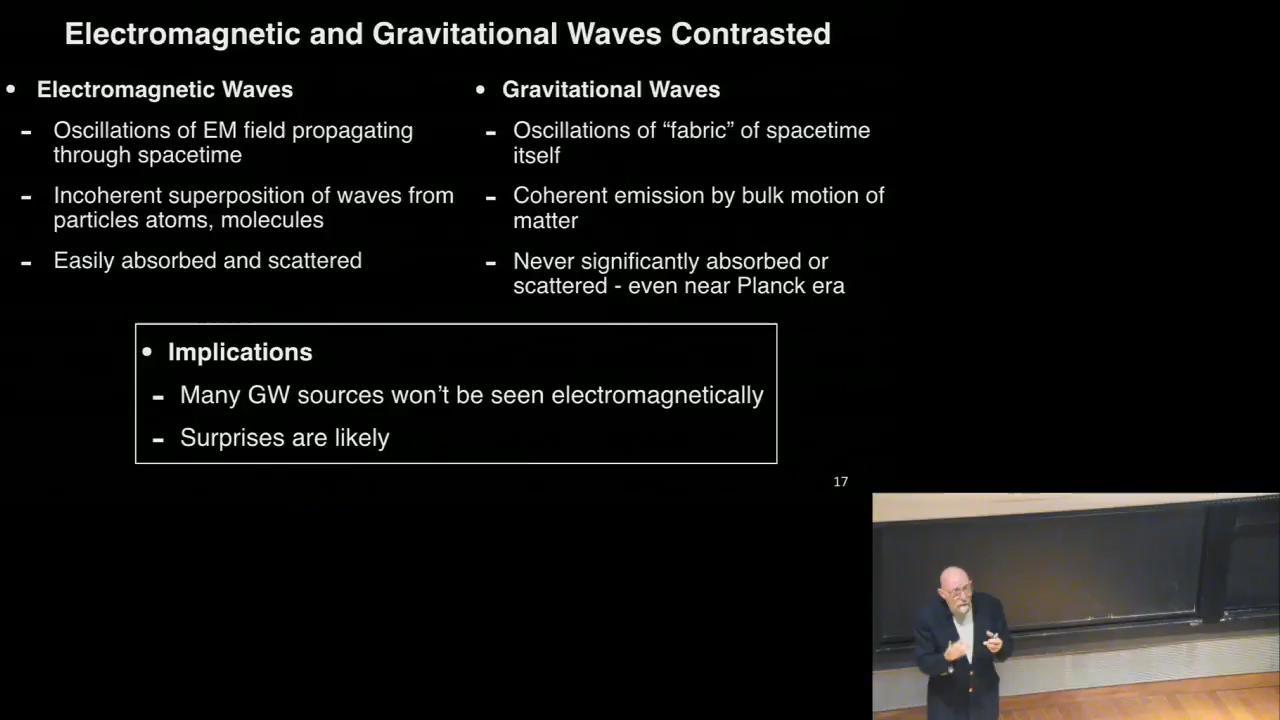 Electromagnetic and Gravitational Waves Contrasted
• Electromagnetic Waves
- Oscillations of EM field propagating
through spacetime
- Incoherent superposition of waves from
particles atoms, molecules
- Easily absorbed and scattered
• Gravitational Waves
- Oscillations of “fabric” of spacetime
itself
- Coherent emission by bulk motion of
matter
- Never significantly absorbed or
scattered - even near Planck era
• Implications
- Many GW sources won’t be seen electromagnetically
- Surprises are likely
17